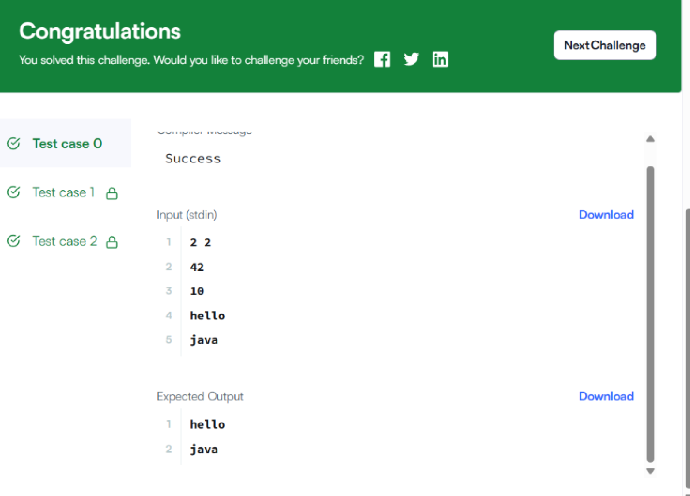 Congratulations
You solved this challenge. Would you like to challenge your friends?
Next Challenge
Test case 0
Test case 1
Test case 2
Compiler Message
Success
Input (stdin)
Download
1 2 2
2 42
3 10
4 hello
5 java
Expected Output
Download
1 hello
2 java